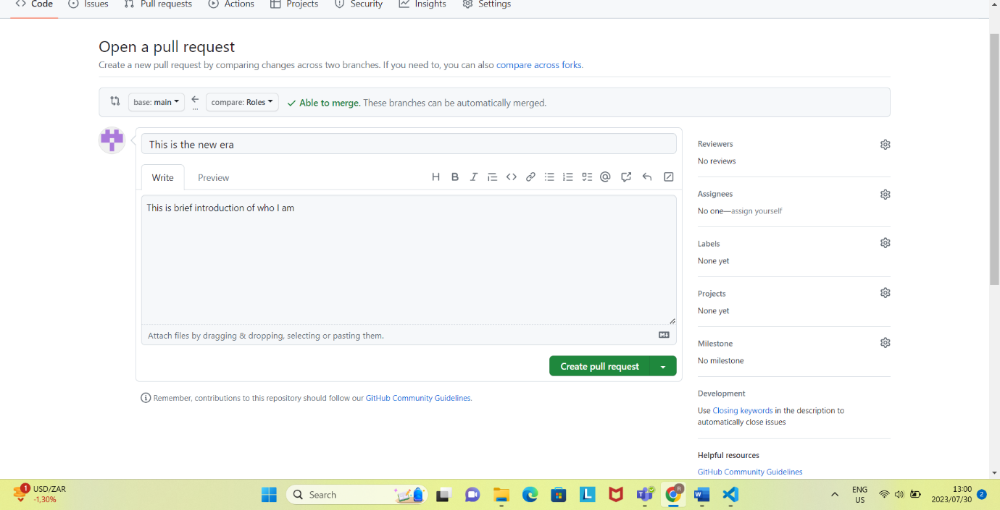 Code Issues Pull requests Actions Projects Security Insights Settings
Open a pull request
Create a new pull request by comparing changes across two branches. If you need to, you can also compare across forks.
base: main compare: Roles Able to merge. These branches can be automatically merged.
This is the new era
Write Preview
This is brief introduction of who I am
Attach files by dragging & dropping, selecting or pasting them.
Create pull request
Remember, contributions to this repository should follow our GitHub Community Guidelines.
Reviewers
No reviews
Assignees
No one—assign yourself
Labels
None yet
Projects
None yet
Milestone
No milestone
Development
Use Closing keywords in the description to
automatically close issues
Helpful resources
GitHub Community Guidelines
1 USD/ZAR
-1,30%
Search
ENG
US
13:00
2023/07/30
2